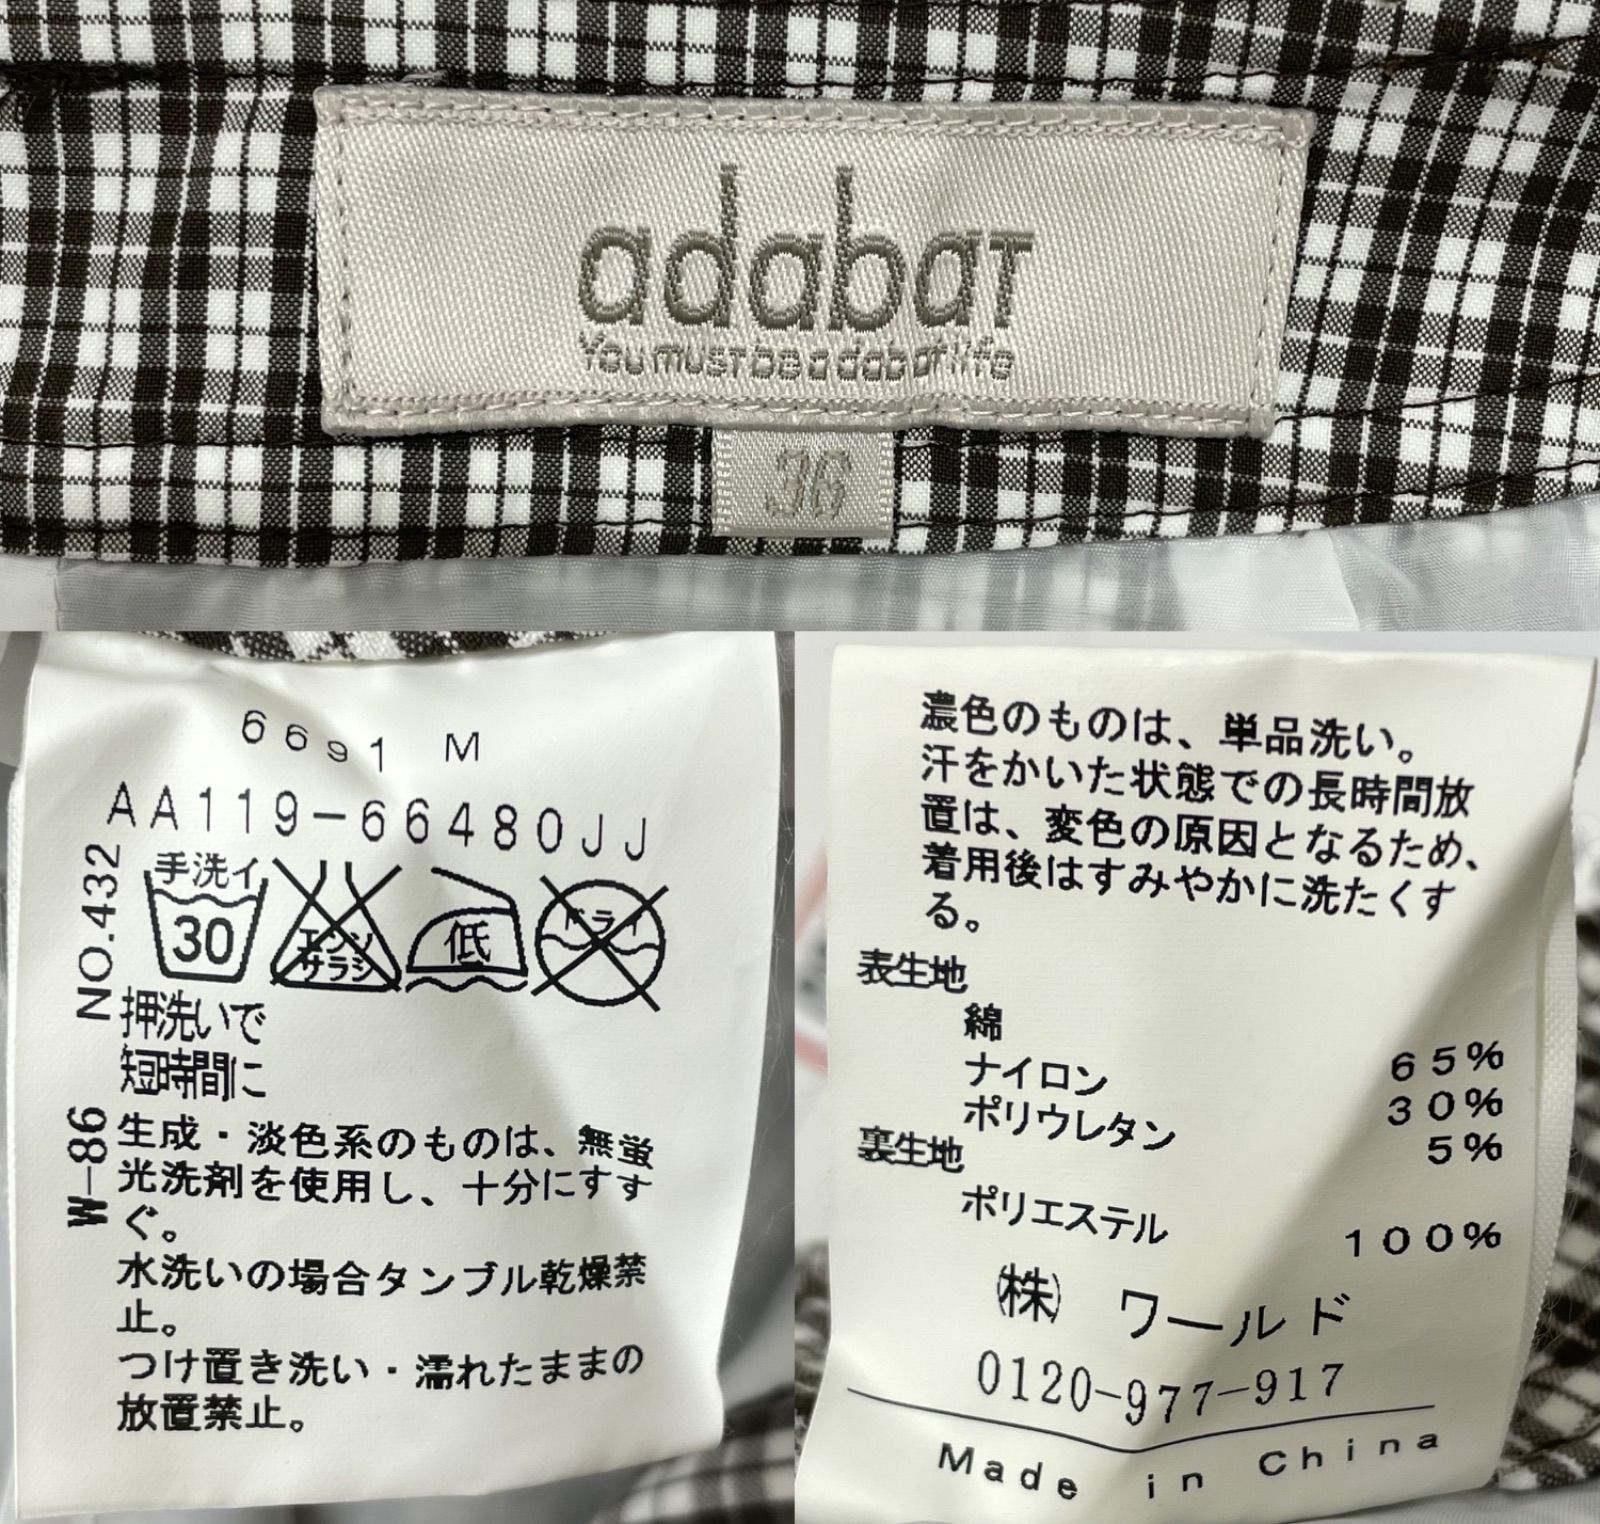 adabat
You must be adabat life
36
6691 M
AA119-66480JJ
NO.432
手洗イ
30
エンソ
サラシ
低
ドライ
押洗いで
短時間に
W-86
生成・淡色系のものは、無蛍
光洗剤を使用し、十分にすす
ぐ。
水洗いの場合タンブル乾燥禁
止。
つけ置き洗い・濡れたままの
放置禁止。
濃色のものは、単品洗い。
汗をかいた状態での長時間放
置は、変色の原因となるため、
着用後はすみやかに洗たくす
る。
表生地
綿 65%
ナイロン 30%
ポリウレタン 5%
裏生地
ポリエステル 100%
㈱ ワールド
0120-977-917
Made in China